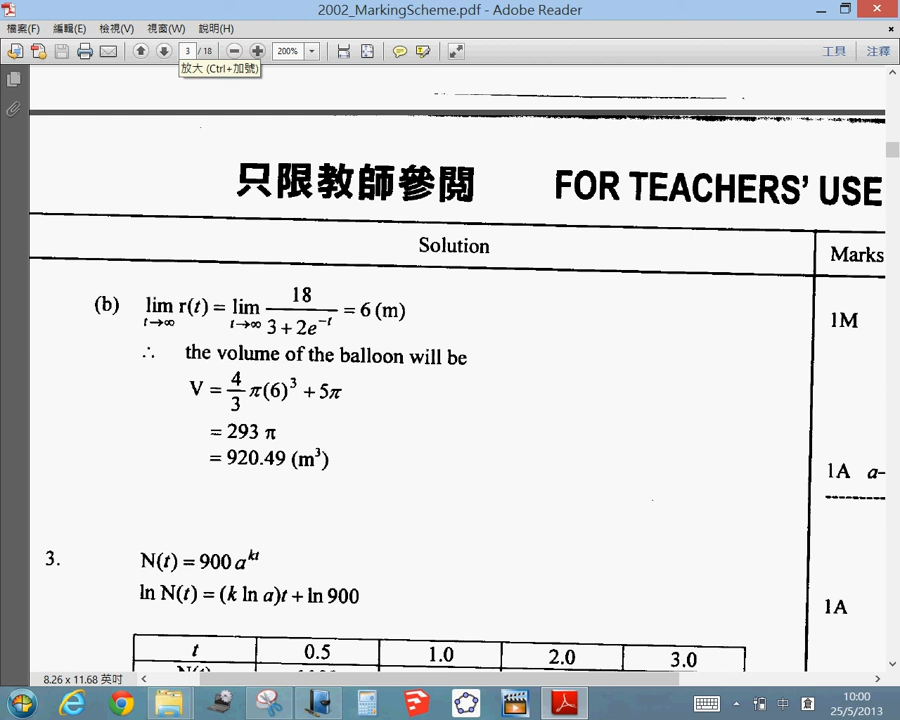 2002_MarkingScheme.pdf - Adobe Reader
檔案(F) 編輯(E) 檢視(V) 視窗(W) 說明(H)
3 / 18 200% 工具 注釋
放大 (Ctrl+加號)
只限教師參閱 FOR TEACHERS' USE
Solution Marks
(b) lim t→∞ r(t) = lim t→∞ 18 / (3 + 2e^-t) = 6 (m) 1M
∴ the volume of the balloon will be
V = 4/3 π(6)^3 + 5π
= 293 π
= 920.49 (m^3)
1A a-
3. N(t) = 900 a^kt
ln N(t) = (k ln a)t + ln 900
1A
t 0.5 1.0 2.0 3.0
N(t)
8.26 x 11.68 英吋
中
10:00
25/5/2013